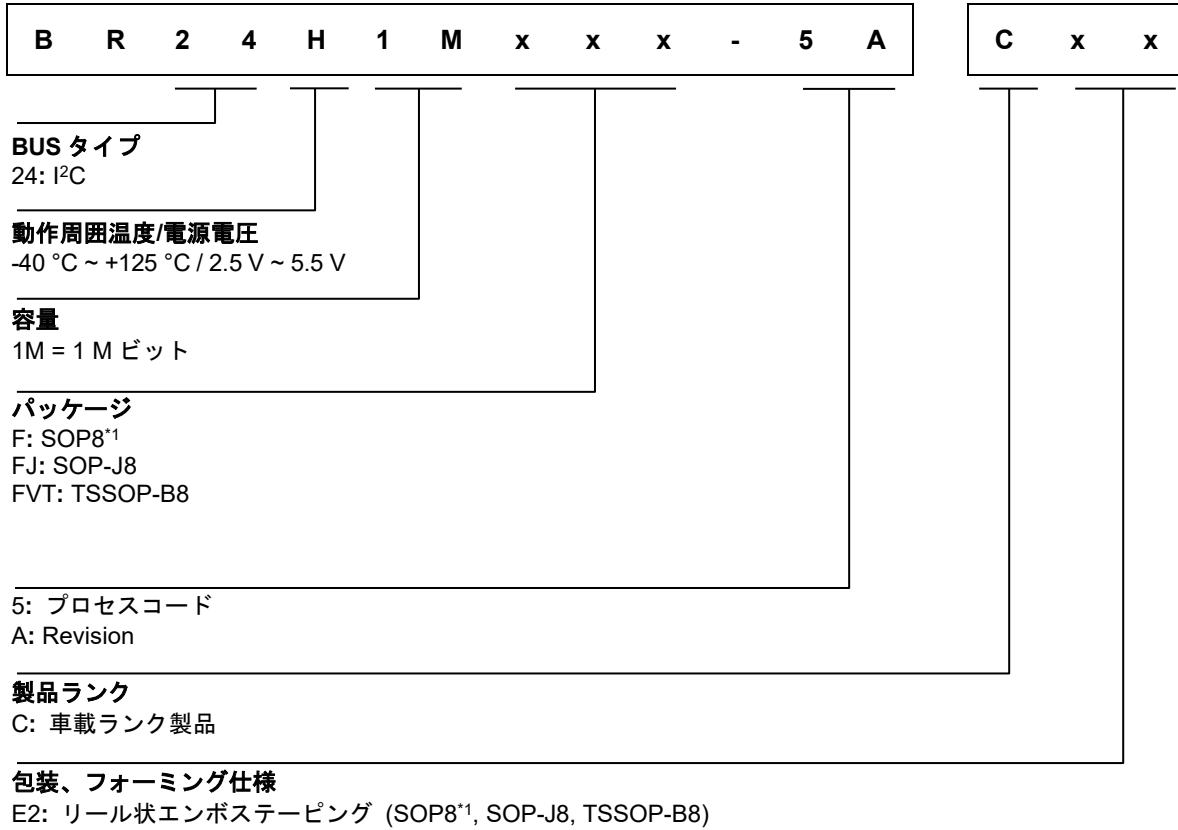 B R 2 4 H 1 M x x x - 5 A C x x
BUS タイプ
24: I²C
動作周囲温度/電源電圧
-40 °C ~ +125 °C / 2.5 V ~ 5.5 V
容量
1M = 1 M ビット
パッケージ
F: SOP8*1
FJ: SOP-J8
FVT: TSSOP-B8
5: プロセスコード
A: Revision
製品ランク
C: 車載ランク製品
包装、フォーミング仕様
E2: リール状エンボステーピング (SOP8*1, SOP-J8, TSSOP-B8)